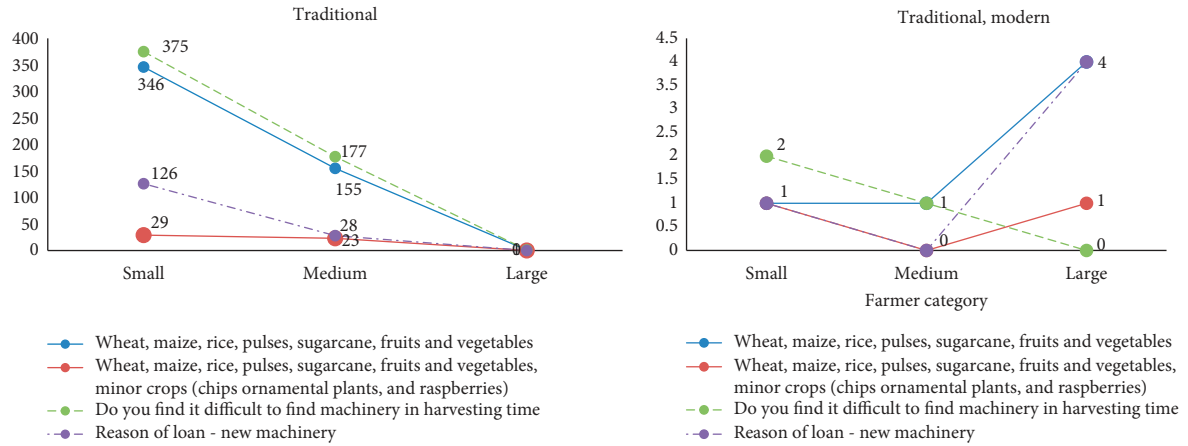 Traditional
400
350
300
250
200
150
100
50
0
375
346
126
29
177
155
28
23
0
Small
Medium
Large
Wheat, maize, rice, pulses, sugarcane, fruits and vegetables
Wheat, maize, rice, pulses, sugarcane, fruits and vegetables,
minor crops (chips ornamental plants, and raspberries)
Do you find it difficult to find machinery in harvesting time
Reason of loan - new machinery
Traditional, modern
4.5
4
3.5
3
2.5
2
1.5
1
0.5
0
2
1
1
0
4
1
0
Small
Medium
Large
Farmer category
Wheat, maize, rice, pulses, sugarcane, fruits and vegetables
Wheat, maize, rice, pulses, sugarcane, fruits and vegetables,
minor crops (chips ornamental plants, and raspberries)
Do you find it difficult to find machinery in harvesting time
Reason of loan - new machinery